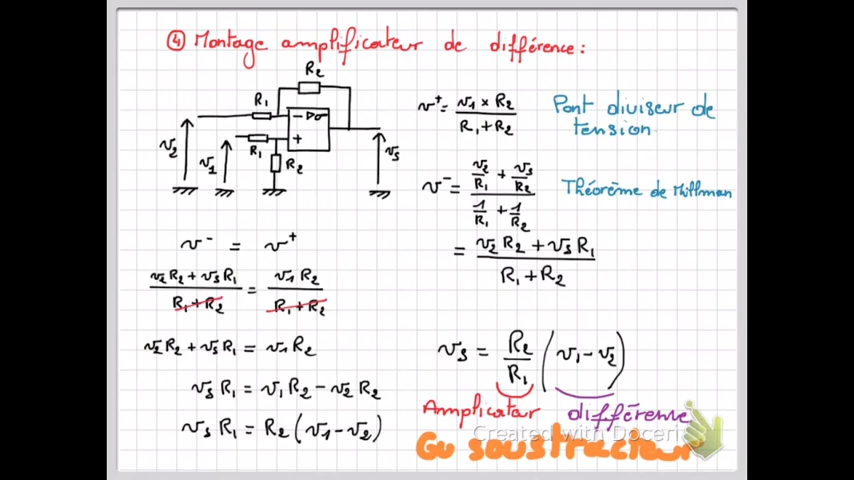 ④ Montage amplificateur de différence :
R2
R1
- ▷∞
+
R1
R2
v2
v1
vs
v+ = (v1 × R2) / (R1 + R2)
Pont diviseur de
tension
v- = (v2/R1 + vs/R2) / (1/R1 + 1/R2)
Théorème de Millman
= (v2 R2 + vs R1) / (R1 + R2)
v- = v+
(v2 R2 + vs R1) / (R1 + R2) = (v1 R2) / (R1 + R2)
v2 R2 + vs R1 = v1 R2
vs R1 = v1 R2 - v2 R2
vs R1 = R2 (v1 - v2)
vs = R2/R1 (v1 - v2)
Amplicateur différence
Created with Doceri
Gu soustracteur